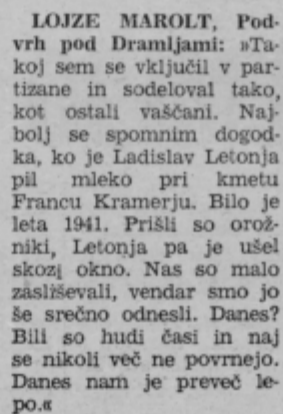 LOJZE MAROLT, Pod-
vrh pod Dramljami: »Ta-
koj sem se vključil v par-
tizane in sodeloval tako,
kot ostali vaščani. Naj-
bolj se spomnim dogod-
ka, ko je Ladislav Letonja
pil mleko pri kmetu
Francu Kramerju. Bilo je
leta 1941. Prišli so orož-
niki, Letonja pa je ušel
skozi okno. Nas so malo
zasliševali, vendar smo jo
še srečno odnesli. Danes?
Bili so hudi časi in naj
se nikoli več ne povrnejo.
Danes nam je preveč le-
po.«